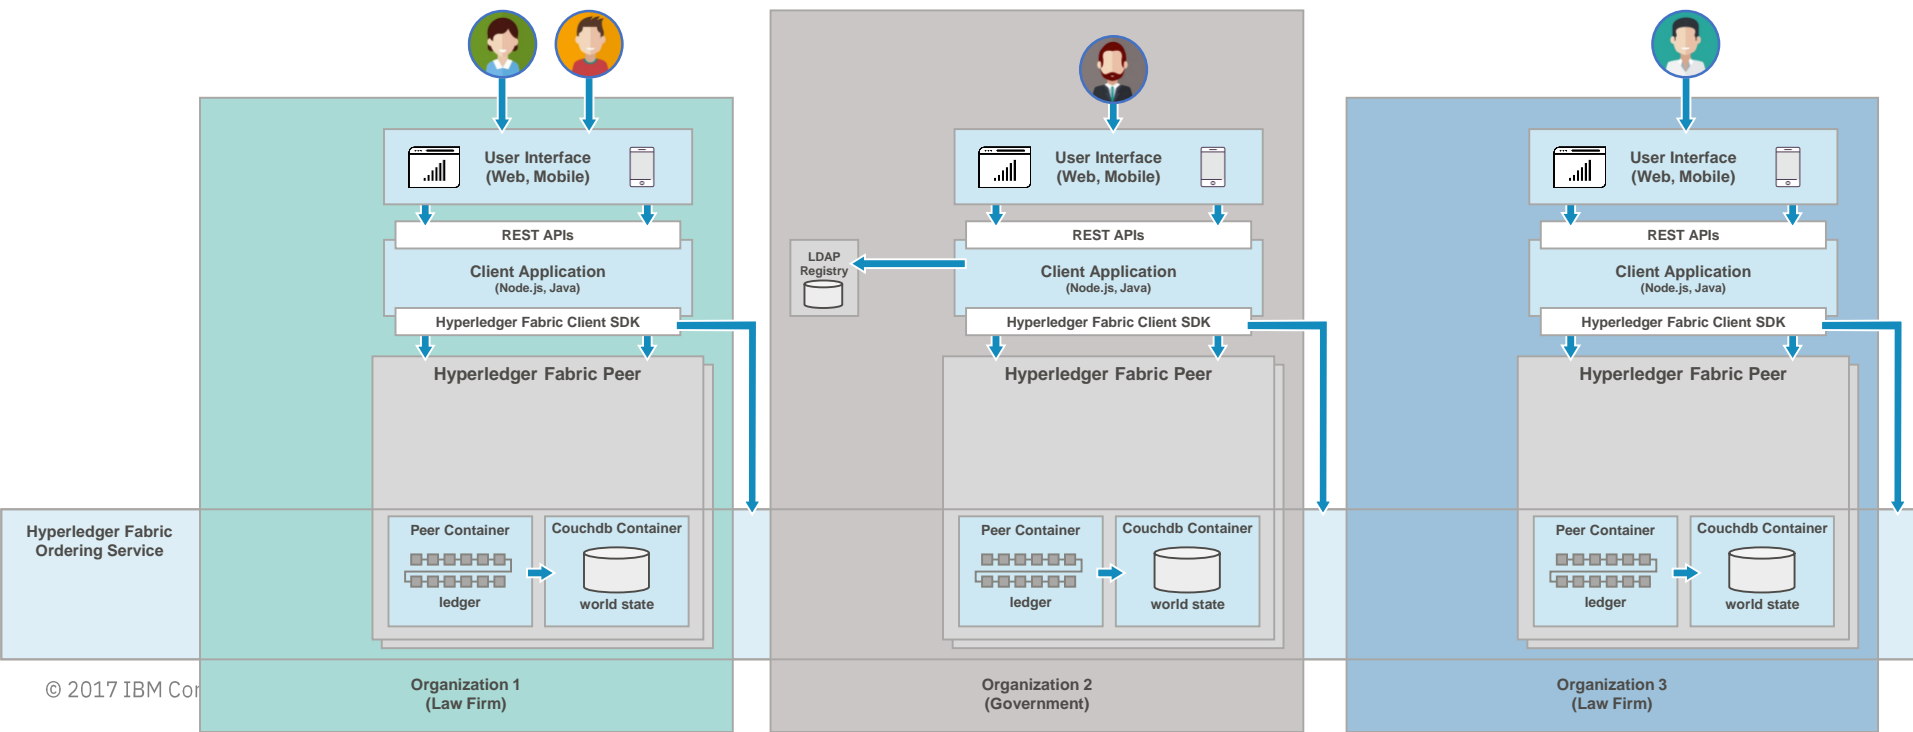 User Interface
(Web, Mobile)
REST APIs
Client Application
(Node.js, Java)
Hyperledger Fabric Client SDK
Hyperledger Fabric Peer
Peer Container
ledger
Couchdb Container
world state
Organization 1
(Law Firm)
User Interface
(Web, Mobile)
REST APIs
LDAP
Registry
Client Application
(Node.js, Java)
Hyperledger Fabric Client SDK
Hyperledger Fabric Peer
Peer Container
ledger
Couchdb Container
world state
Organization 2
(Government)
User Interface
(Web, Mobile)
REST APIs
Client Application
(Node.js, Java)
Hyperledger Fabric Client SDK
Hyperledger Fabric Peer
Peer Container
ledger
Couchdb Container
world state
Organization 3
(Law Firm)
Hyperledger Fabric
Ordering Service
© 2017 IBM